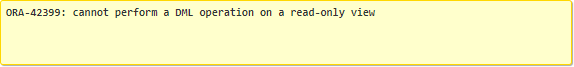 ORA-42399: cannot perform a DML operation on a read-only view